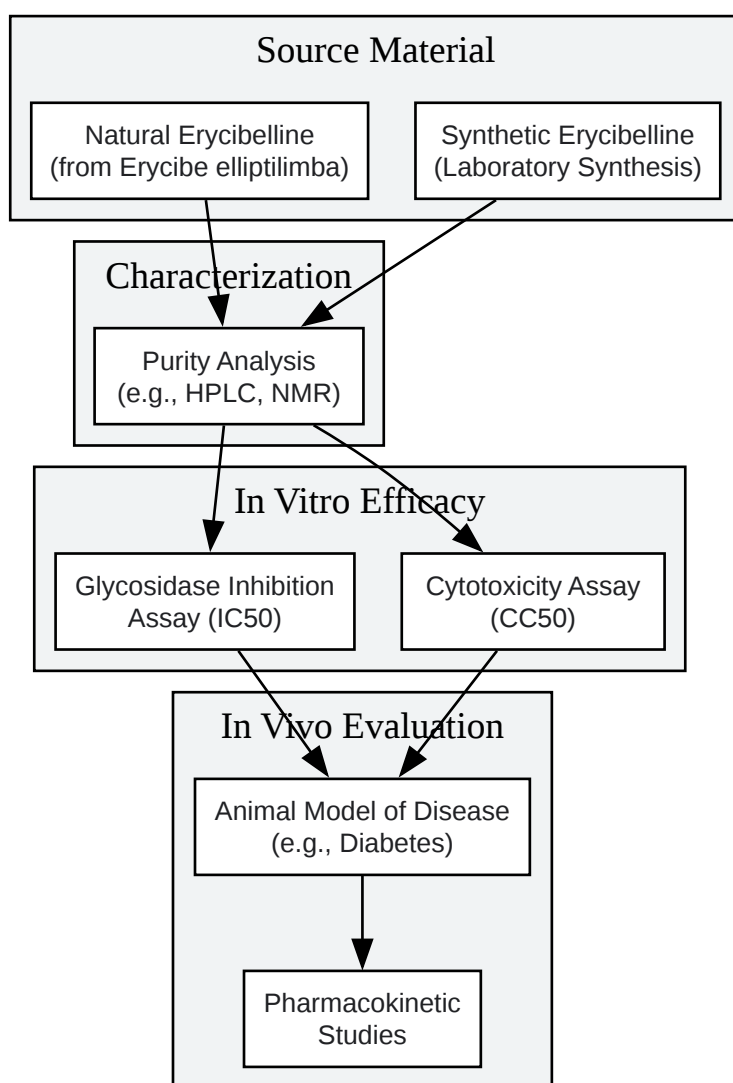 Source Material
Natural Erycibelline
(from Erycibe elliptilimba)
Synthetic Erycibelline
(Laboratory Synthesis)
Characterization
Purity Analysis
(e.g., HPLC, NMR)
In Vitro Efficacy
Glycosidase Inhibition
Assay (IC50)
Cytotoxicity Assay
(CC50)
In Vivo Evaluation
Animal Model of Disease
(e.g., Diabetes)
Pharmacokinetic
Studies